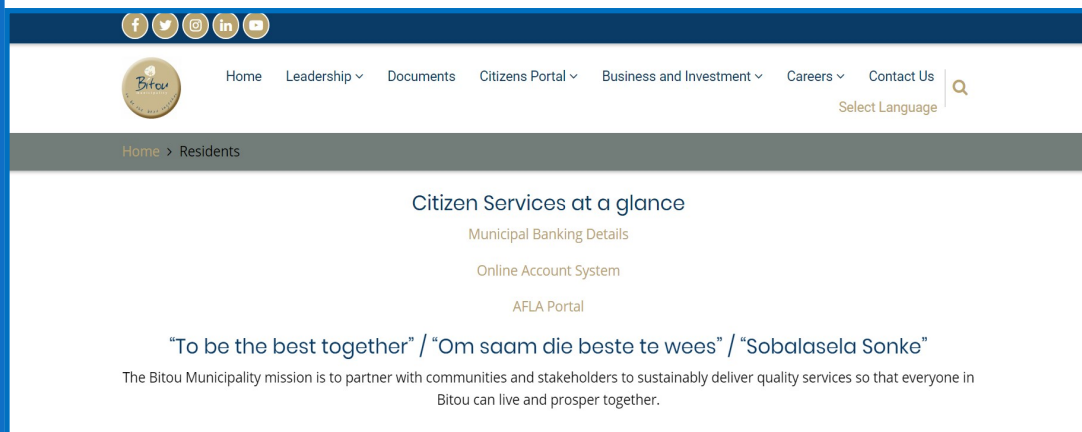 Bitou
Home Leadership Documents Citizens Portal Business and Investment Careers Contact Us
Select Language
Home > Residents
Citizen Services at a glance
Municipal Banking Details
Online Account System
AFLA Portal
“To be the best together” / “Om saam die beste te wees” / “Sobalasela Sonke”
The Bitou Municipality mission is to partner with communities and stakeholders to sustainably deliver quality services so that everyone in
Bitou can live and prosper together.